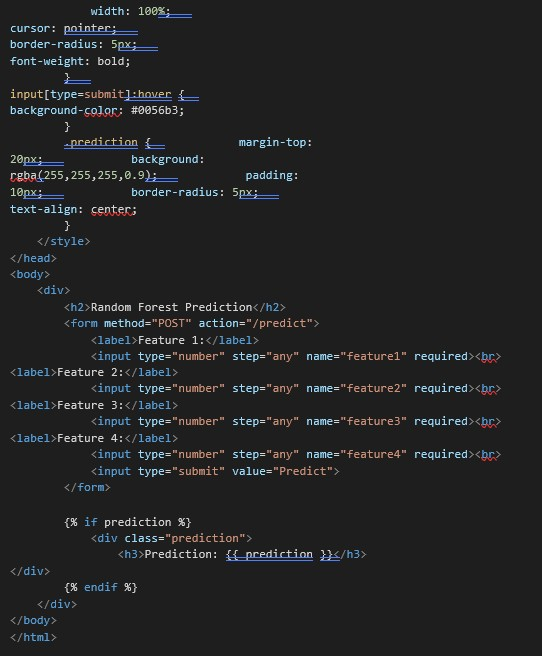 width: 100%;
cursor: pointer;
border-radius: 5px;
font-weight: bold;
}
input[type=submit]:hover {
background-color: #0056b3;
}
.prediction { margin-top:
20px; background:
rgba(255,255,255,0.9); padding:
10px; border-radius: 5px;
text-align: center;
}
</style>
</head>
<body>
<div>
<h2>Random Forest Prediction</h2>
<form method="POST" action="/predict">
<label>Feature 1:</label>
<input type="number" step="any" name="feature1" required><br>
<label>Feature 2:</label>
<input type="number" step="any" name="feature2" required><br>
<label>Feature 3:</label>
<input type="number" step="any" name="feature3" required><br>
<label>Feature 4:</label>
<input type="number" step="any" name="feature4" required><br>
<input type="submit" value="Predict">
</form>
{% if prediction %}
<div class="prediction">
<h3>Prediction: {{ prediction }}</h3>
</div>
{% endif %}
</div>
</body>
</html>